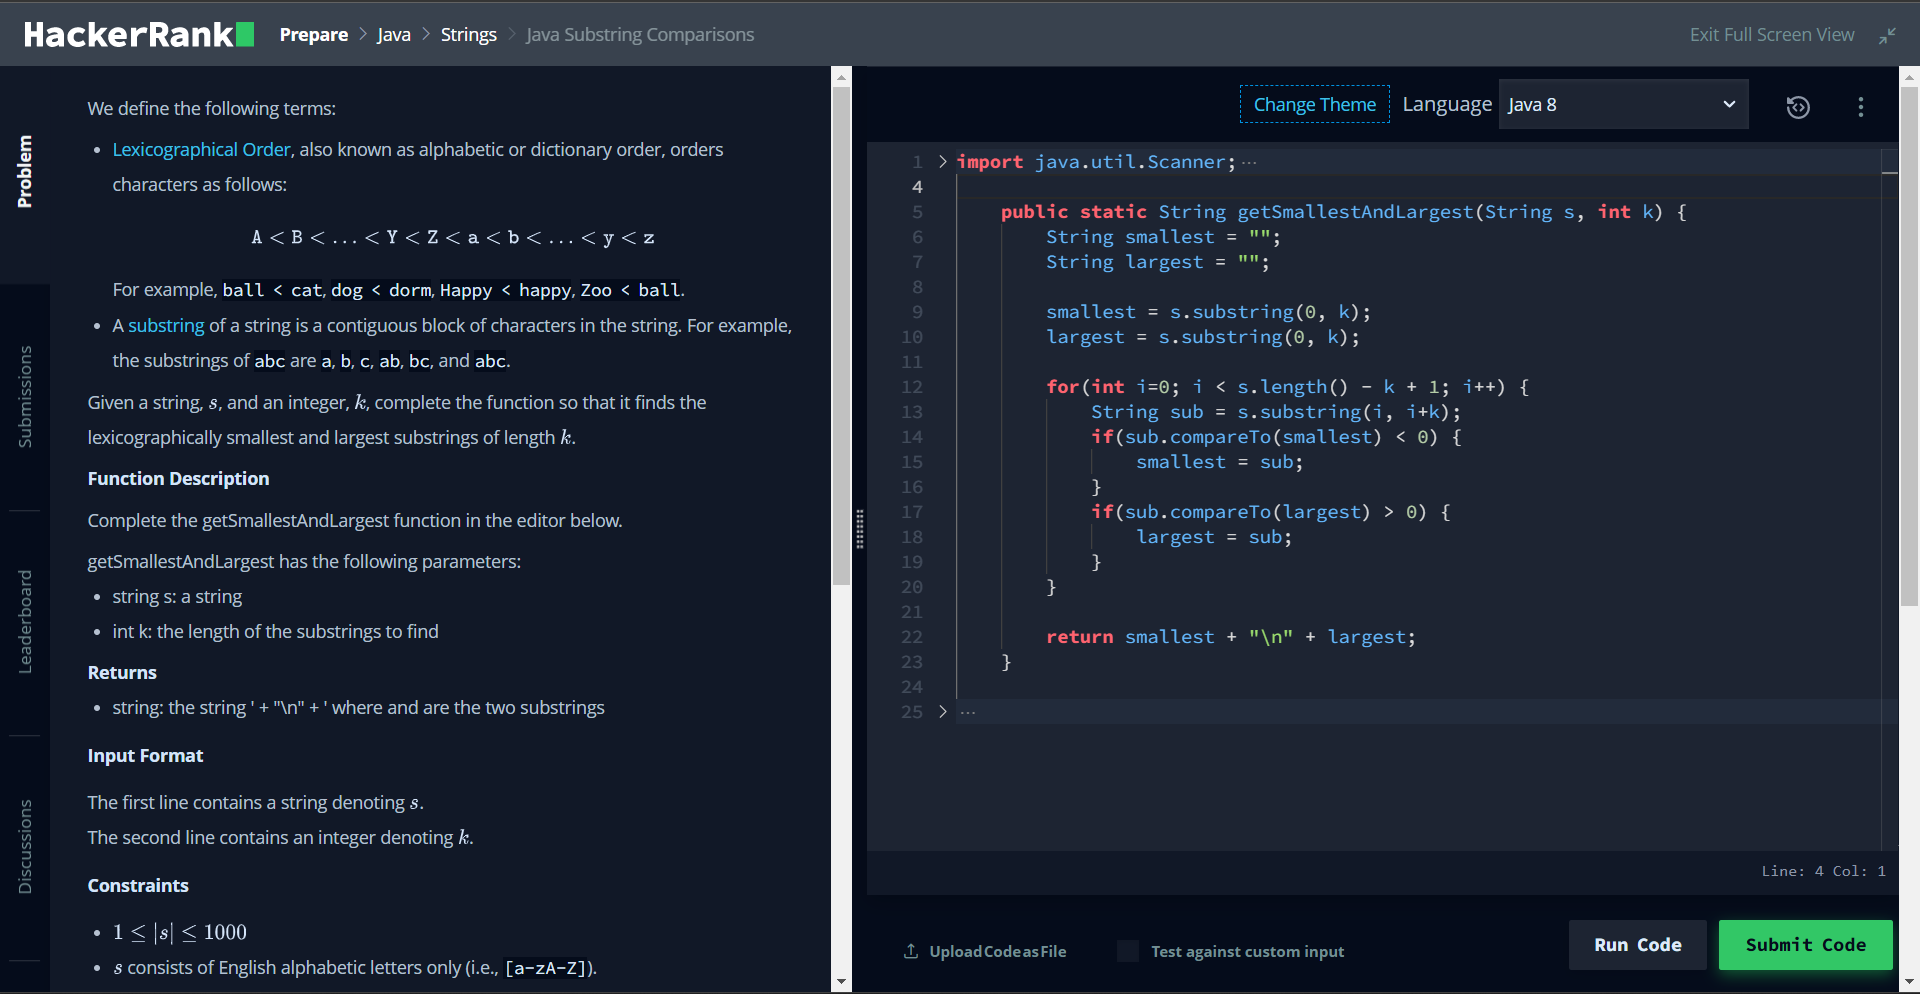 HackerRank
Prepare > Java > Strings > Java Substring Comparisons
Exit Full Screen View
Problem
Submissions
Leaderboard
Discussions
We define the following terms:
• Lexicographical Order, also known as alphabetic or dictionary order, orders
characters as follows:
A < B < ... < Y < Z < a < b < ... < y < z
For example, ball < cat, dog < dorm, Happy < happy, Zoo < ball.
• A substring of a string is a contiguous block of characters in the string. For example,
the substrings of abc are a, b, c, ab, bc, and abc.
Given a string, s, and an integer, k, complete the function so that it finds the
lexicographically smallest and largest substrings of length k.
Function Description
Complete the getSmallestAndLargest function in the editor below.
getSmallestAndLargest has the following parameters:
• string s: a string
• int k: the length of the substrings to find
Returns
• string: the string ' + "\n" + ' where and are the two substrings
Input Format
The first line contains a string denoting s.
The second line contains an integer denoting k.
Constraints
• 1 ≤ |s| ≤ 1000
• s consists of English alphabetic letters only (i.e., [a-zA-Z]).
Change Theme
Language
Java 8
1 > import java.util.Scanner; ···
4
5 public static String getSmallestAndLargest(String s, int k) {
6 String smallest = "";
7 String largest = "";
8
9 smallest = s.substring(0, k);
10 largest = s.substring(0, k);
11
12 for(int i=0; i < s.length() - k + 1; i++) {
13 String sub = s.substring(i, i+k);
14 if(sub.compareTo(smallest) < 0) {
15 smallest = sub;
16 }
17 if(sub.compareTo(largest) > 0) {
18 largest = sub;
19 }
20 }
21
22 return smallest + "\n" + largest;
23 }
24
25 > ···
Line: 4 Col: 1
Upload Code as File
Test against custom input
Run Code
Submit Code